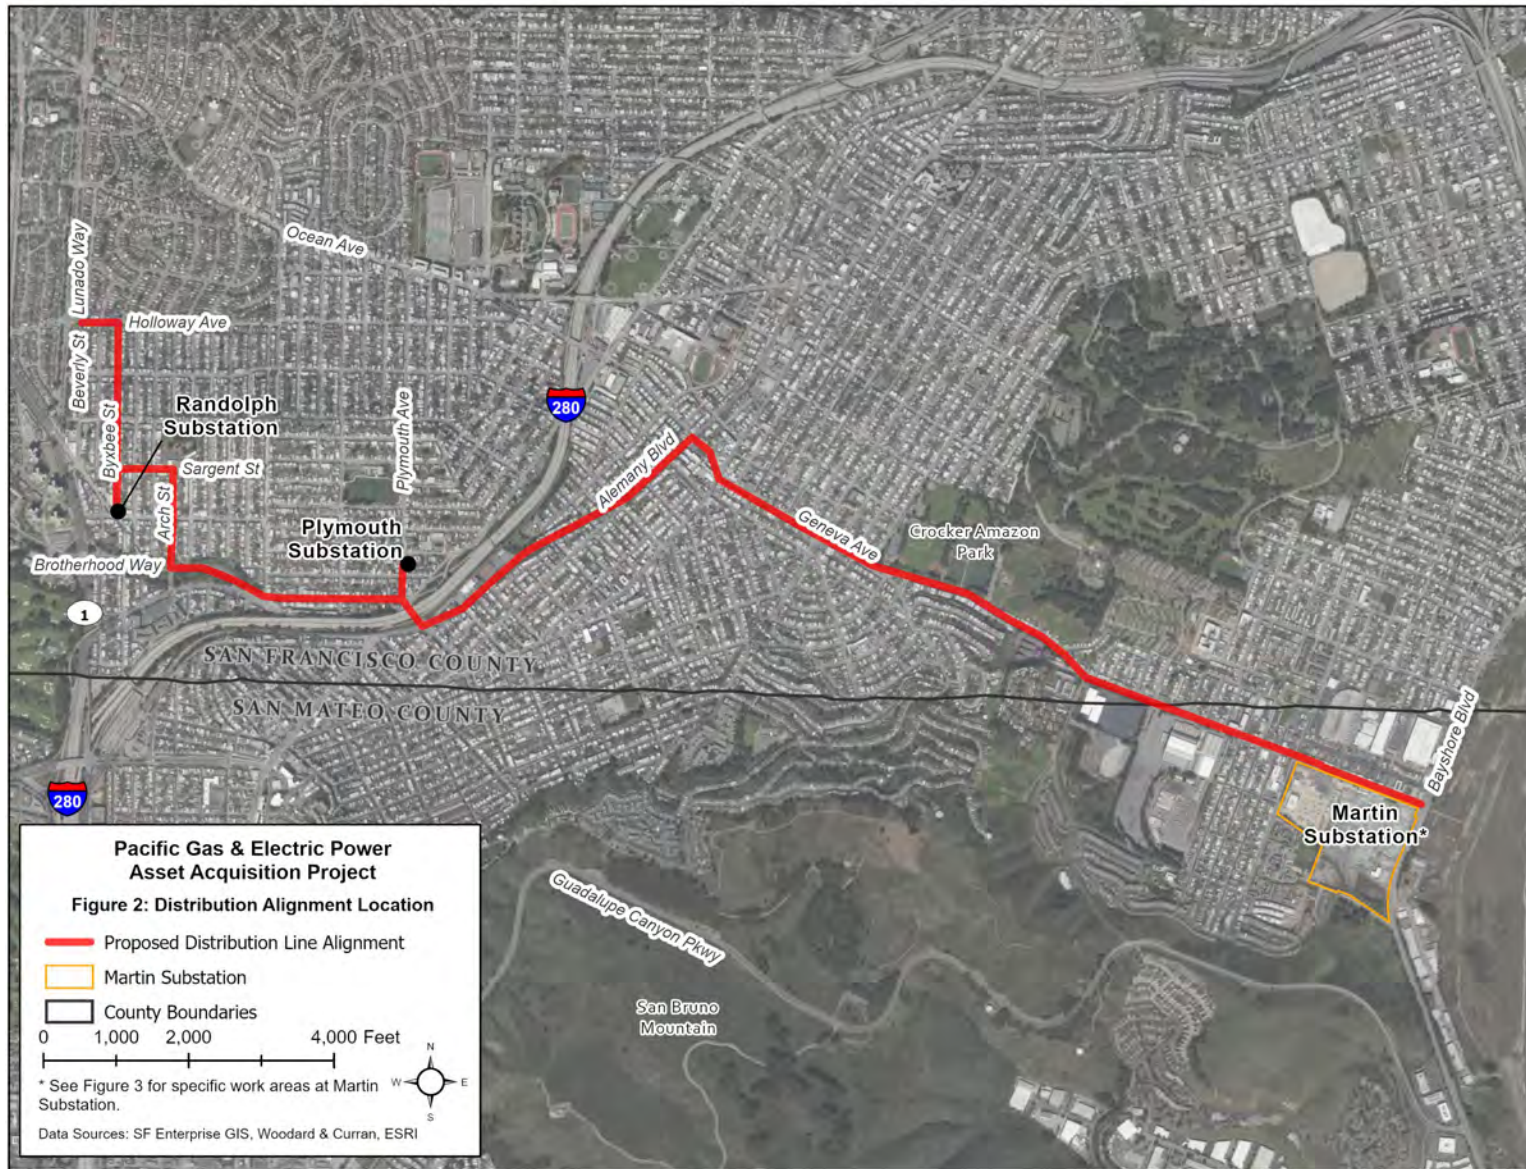 Ocean Ave
Lunado Way
Holloway Ave
Beverly St
Byxbee St
Randolph
Substation
Plymouth Ave
280
Alemany Blvd
Sargent St
Arch St
Geneva Ave
Crocker Amazon
Park
Plymouth
Substation
Brotherhood Way
1
SAN FRANCISCO COUNTY
SAN MATEO COUNTY
Bayshore Blvd
280
Martin
Substation*
Guadalupe Canyon Pkwy
San Bruno
Mountain
Pacific Gas & Electric Power
Asset Acquisition Project
Figure 2: Distribution Alignment Location
Proposed Distribution Line Alignment
Martin Substation
County Boundaries
0 1,000 2,000 4,000 Feet
N
W E
S
* See Figure 3 for specific work areas at Martin
Substation.
Data Sources: SF Enterprise GIS, Woodard & Curran, ESRI